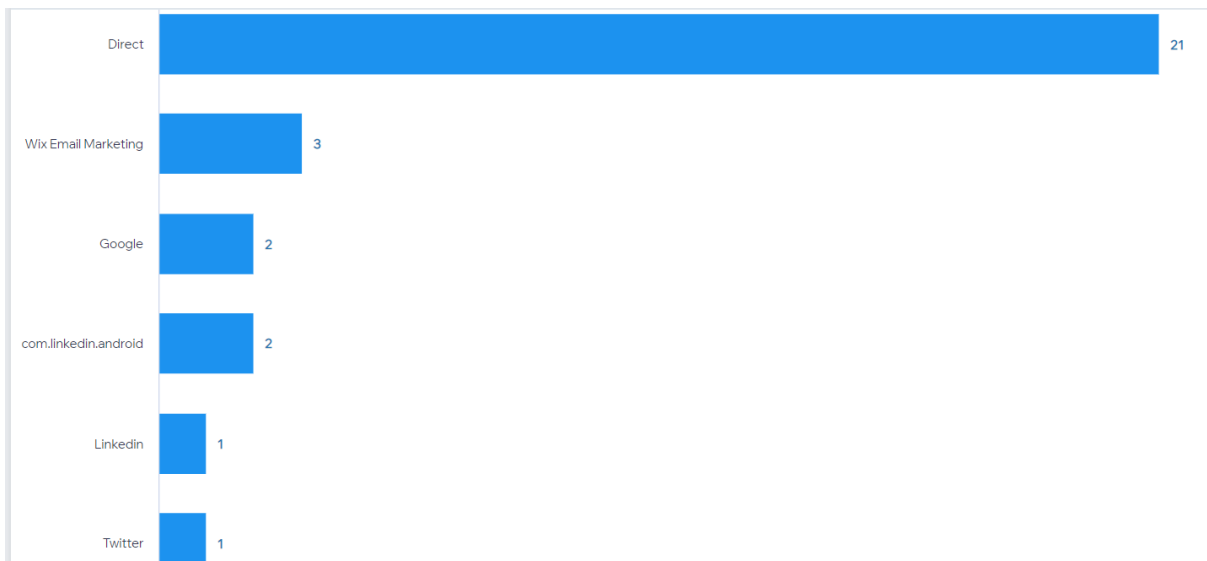 Direct 21
Wix Email Marketing 3
Google 2
com.linkedin.android 2
Linkedin 1
Twitter 1